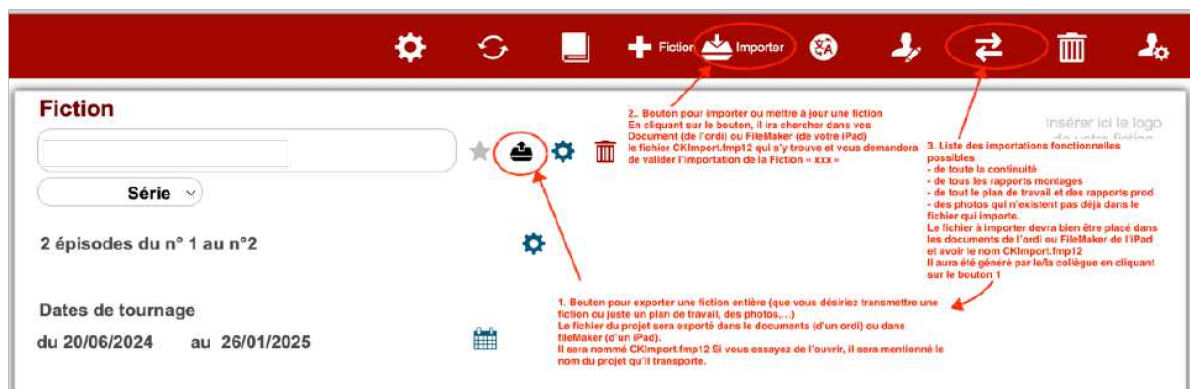 Fiction
Importer
Fiction
2.. Bouton pour importer ou mettre à jour une fiction
En cliquant sur le bouton, il ira chercher dans vos
Document (de l'ordi) ou FileMaker (de votre iPad)
le fichier CKImport.fmp12 qui s'y trouve et vous demandera
de valider l'importation de la Fiction « xxx »
Insérer ici le logo
de votre fiction
3. Liste des importations fonctionnelles
possibles
- de toute la continuité
- de tous les rapports montages
- de tout le plan de travail et des rapports prod
- des photos qui n'existent pas déjà dans le
fichier qui importe.
Le fichier à importer devra bien être placé dans
les documents de l'ordi ou FileMaker de l'iPad
et avoir le nom CKImport.fmp12
Il aura été généré par le/la collègue en cliquant
sur le bouton 1
Série
2 épisodes du n° 1 au n°2
Dates de tournage
du 20/06/2024 au 26/01/2025
1. Bouton pour exporter une fiction entière (que vous désiriez transmettre une
fiction ou juste un plan de travail, des photos,...)
Le fichier du projet sera exporté dans le documents (d'un ordi) ou dans
fileMaker (d'un iPad).
Il sera nommé CKImport.fmp12 Si vous essayez de l'ouvrir, il sera mentionné le
nom du projet qu'il transporte.